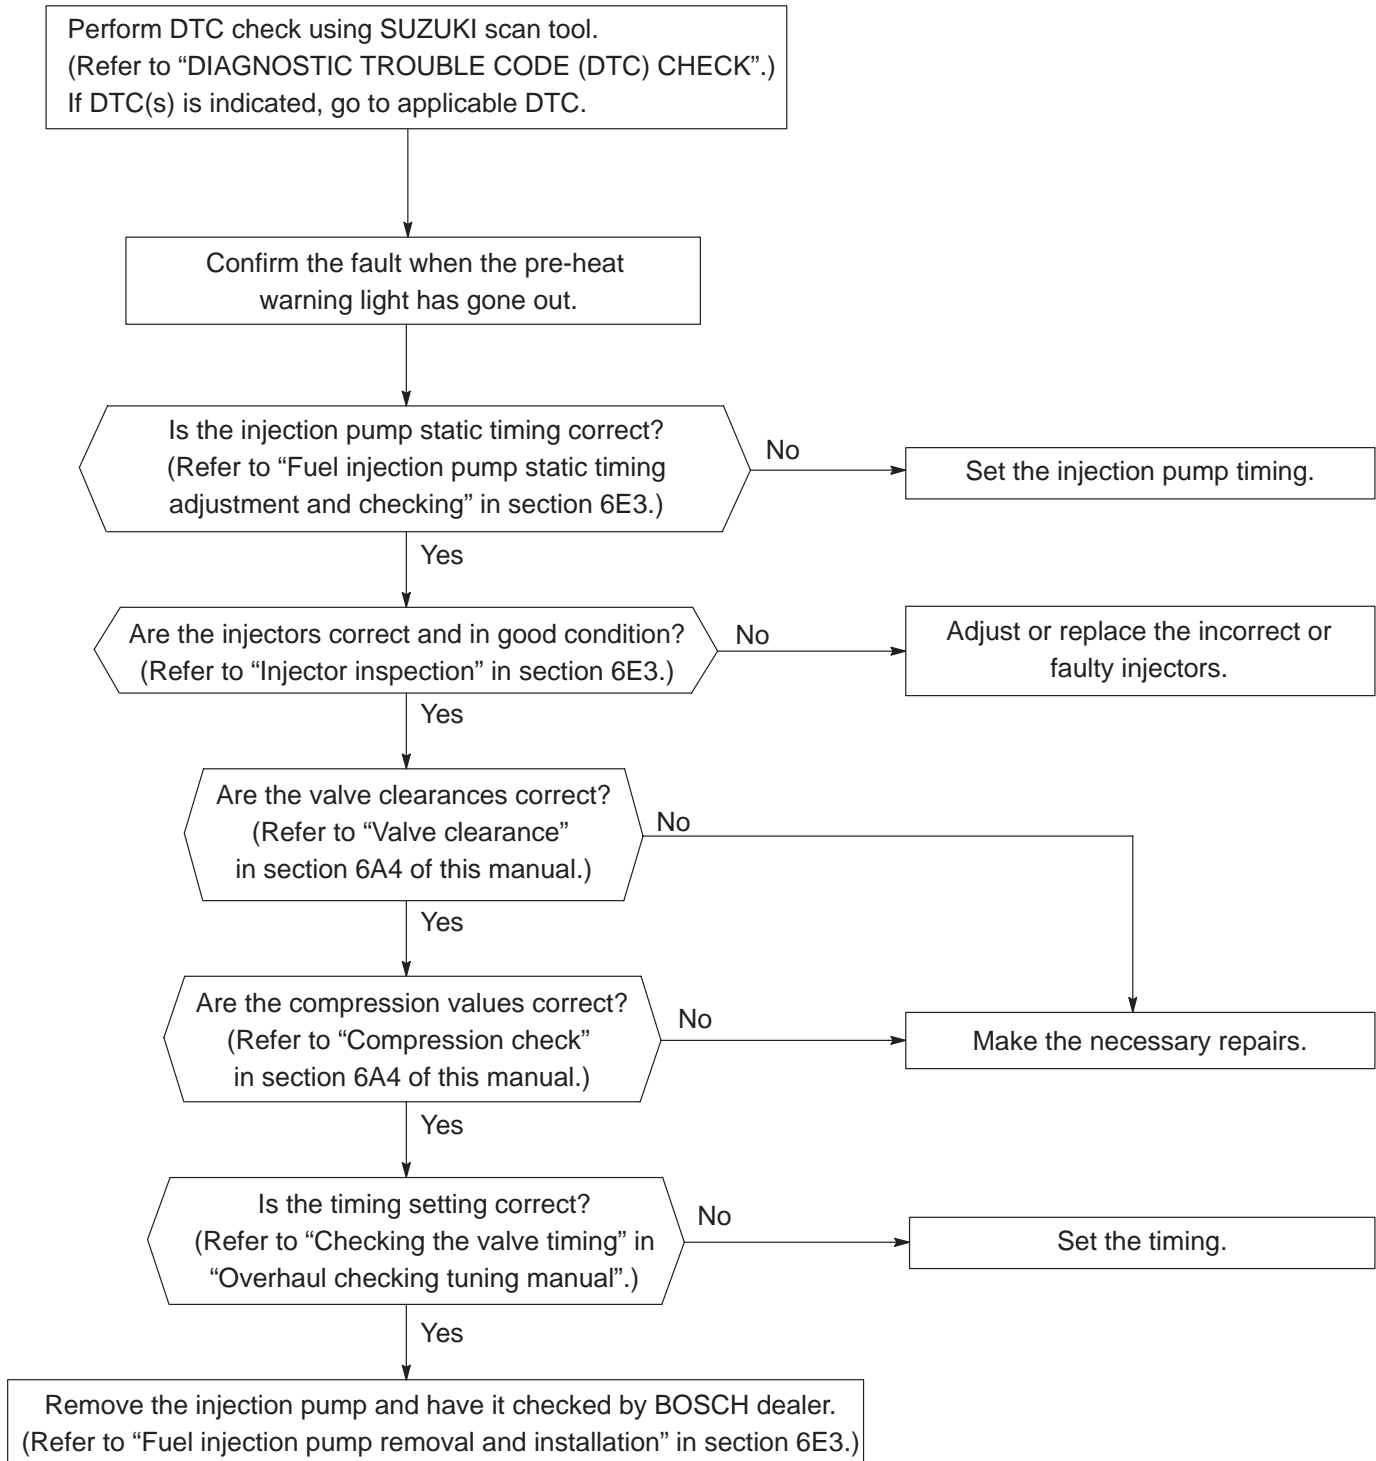 Perform DTC check using SUZUKI scan tool.
(Refer to “DIAGNOSTIC TROUBLE CODE (DTC) CHECK”.)
If DTC(s) is indicated, go to applicable DTC.
Confirm the fault when the pre-heat
warning light has gone out.
Is the injection pump static timing correct?
(Refer to “Fuel injection pump static timing
adjustment and checking” in section 6E3.)
No
Set the injection pump timing.
Yes
Are the injectors correct and in good condition?
(Refer to “Injector inspection” in section 6E3.)
No
Adjust or replace the incorrect or
faulty injectors.
Yes
Are the valve clearances correct?
(Refer to “Valve clearance”
in section 6A4 of this manual.)
No
Yes
Are the compression values correct?
(Refer to “Compression check”
in section 6A4 of this manual.)
No
Make the necessary repairs.
Yes
Is the timing setting correct?
(Refer to “Checking the valve timing” in
“Overhaul checking tuning manual”.)
No
Set the timing.
Yes
Remove the injection pump and have it checked by BOSCH dealer.
(Refer to “Fuel injection pump removal and installation” in section 6E3.)